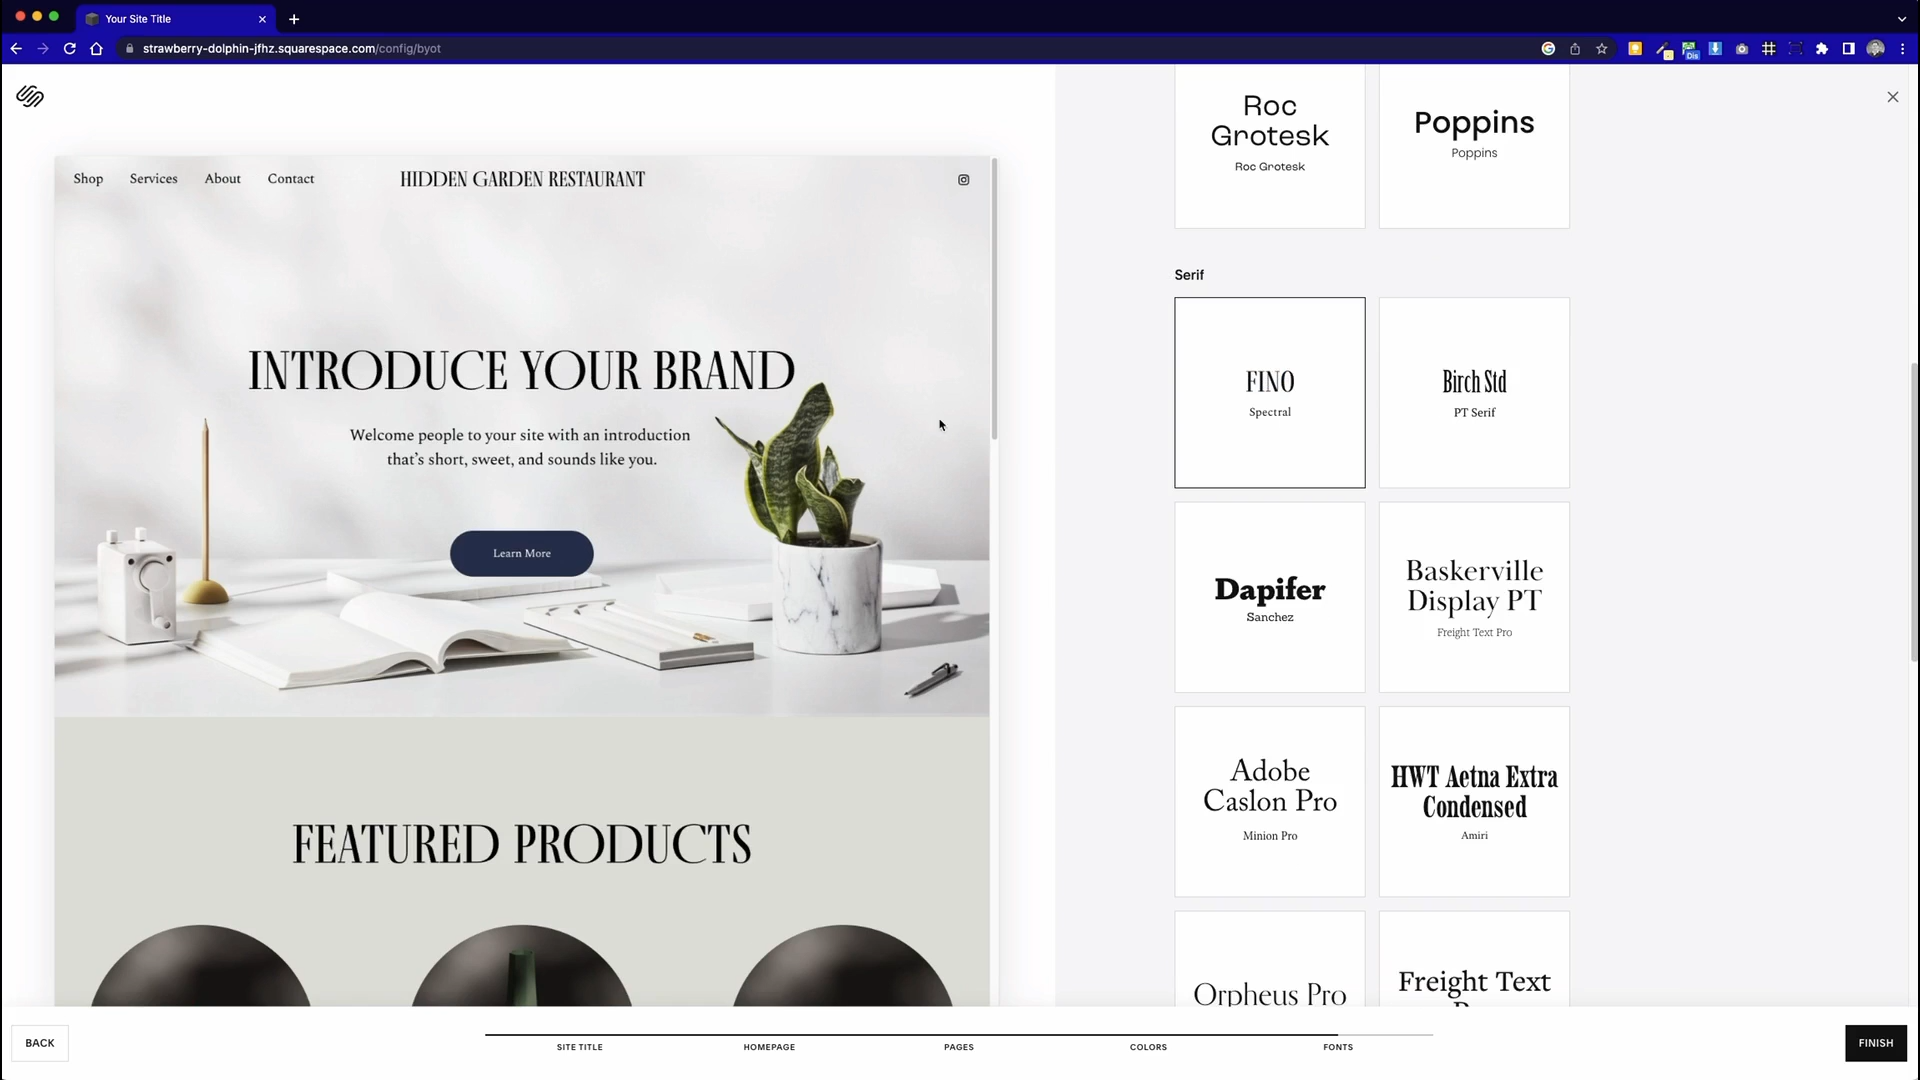 Your Site Title
strawberry-dolphin-jfhz.squarespace.com/config/byot
Dis
Shop Services About Contact HIDDEN GARDEN RESTAURANT
INTRODUCE YOUR BRAND
Welcome people to your site with an introduction
that’s short, sweet, and sounds like you.
Learn More
FEATURED PRODUCTS
Roc
Grotesk
Roc Grotesk
Poppins
Poppins
Serif
FINO
Spectral
Birch Std
PT Serif
Dapifer
Sanchez
Baskerville
Display PT
Freight Text Pro
Adobe
Caslon Pro
Minion Pro
HWT Aetna Extra
Condensed
Amiri
Orpheus Pro
Freight Text
BACK
SITE TITLE HOMEPAGE PAGES COLORS FONTS
FINISH